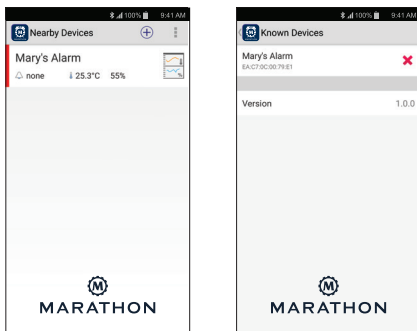 100% 9:41 AM
Nearby Devices
Mary's Alarm
none 25.3°C 55%
M
MARATHON
100% 9:41 AM
Known Devices
Mary's Alarm
EA:C7:0C:00:79:E1
Version 1.0.0
M
MARATHON